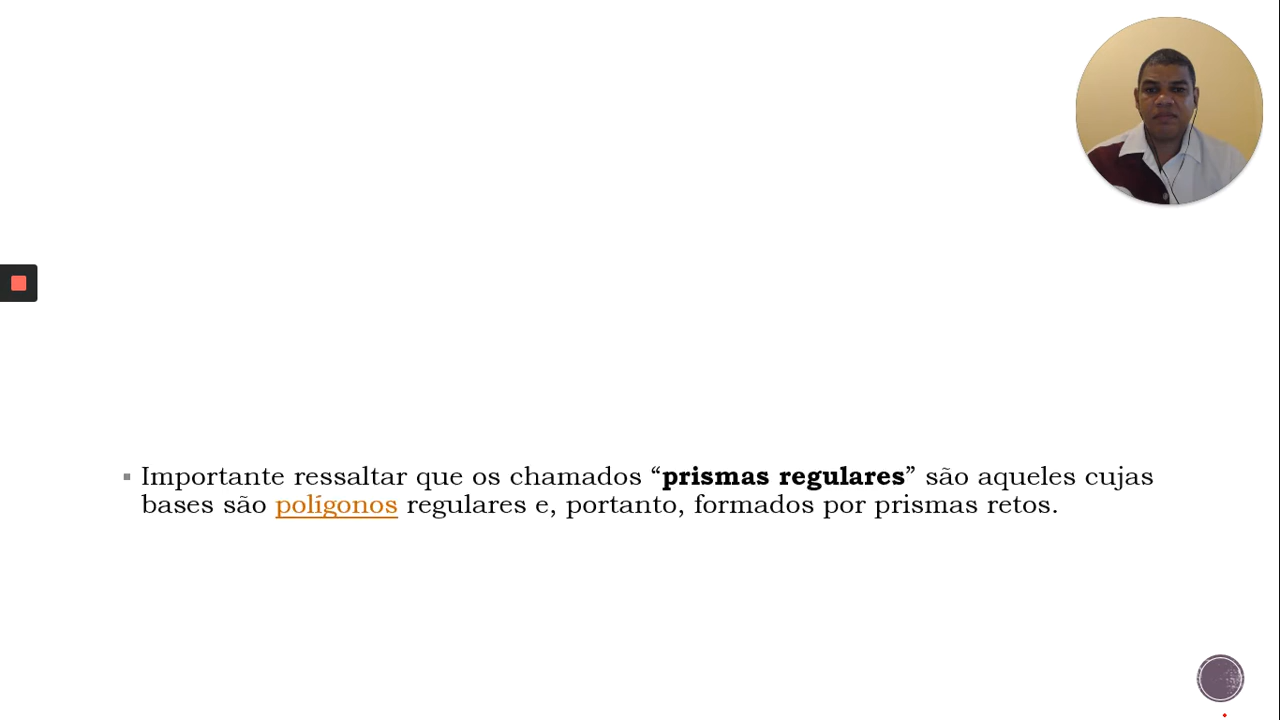 Importante ressaltar que os chamados “prismas regulares” são aqueles cujas
bases são polígonos regulares e, portanto, formados por prismas retos.